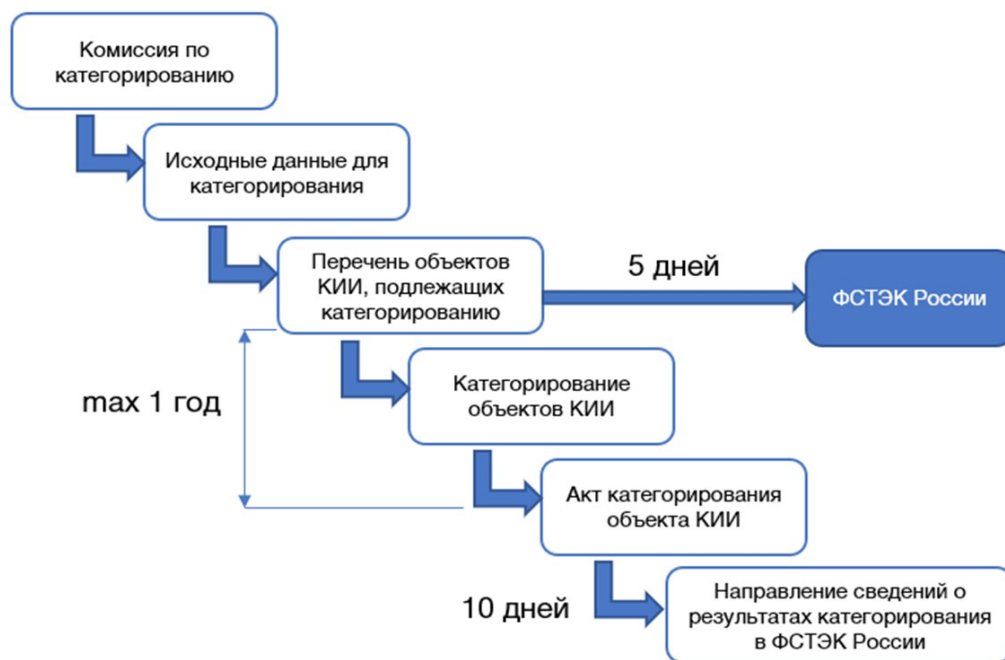 Комиссия по
категорированию
Исходные данные для
категорирования
Перечень объектов
КИИ, подлежащих
категорированию
5 дней
ФСТЭК России
max 1 год
Категорирование
объектов КИИ
Акт категорирования
объекта КИИ
10 дней
Направление сведений о
результатах категорирования
в ФСТЭК России